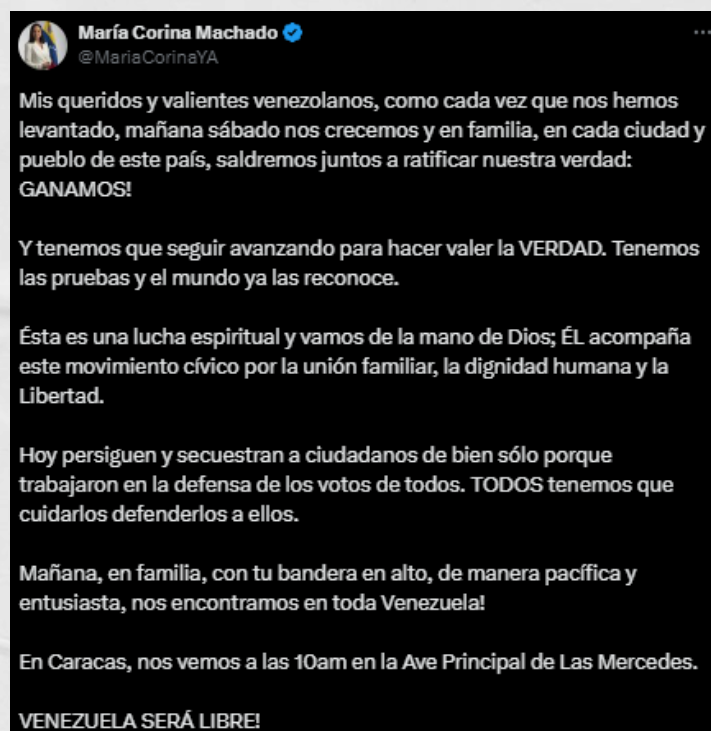 María Corina Machado
@MariaCorinaYA
Mis queridos y valientes venezolanos, como cada vez que nos hemos
levantado, mañana sábado nos crecemos y en familia, en cada ciudad y
pueblo de este país, saldremos juntos a ratificar nuestra verdad:
GANAMOS!
Y tenemos que seguir avanzando para hacer valer la VERDAD. Tenemos
las pruebas y el mundo ya las reconoce.
Ésta es una lucha espiritual y vamos de la mano de Dios; ÉL acompaña
este movimiento cívico por la unión familiar, la dignidad humana y la
Libertad.
Hoy persiguen y secuestran a ciudadanos de bien sólo porque
trabajaron en la defensa de los votos de todos. TODOS tenemos que
cuidarlos defenderlos a ellos.
Mañana, en familia, con tu bandera en alto, de manera pacífica y
entusiasta, nos encontramos en toda Venezuela!
En Caracas, nos vemos a las 10am en la Ave Principal de Las Mercedes.
VENEZUELA SERÁ LIBRE!